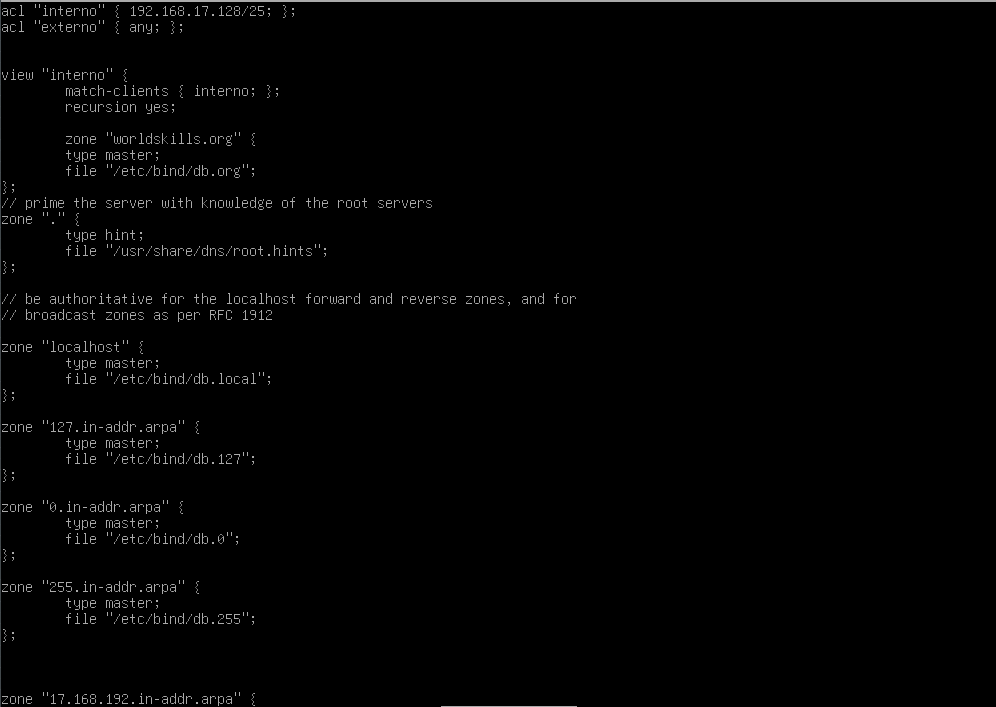 acl "interno" { 192.168.17.128/25; };
acl "externo" { any; };
view "interno" {
match-clients { interno; };
recursion yes;
zone "worldskills.org" {
type master;
file "/etc/bind/db.org";
};
// prime the server with knowledge of the root servers
zone "." {
type hint;
file "/usr/share/dns/root.hints";
};
// be authoritative for the localhost forward and reverse zones, and for
// broadcast zones as per RFC 1912
zone "localhost" {
type master;
file "/etc/bind/db.local";
};
zone "127.in-addr.arpa" {
type master;
file "/etc/bind/db.127";
};
zone "0.in-addr.arpa" {
type master;
file "/etc/bind/db.0";
};
zone "255.in-addr.arpa" {
type master;
file "/etc/bind/db.255";
};
zone "17.168.192.in-addr.arpa" {